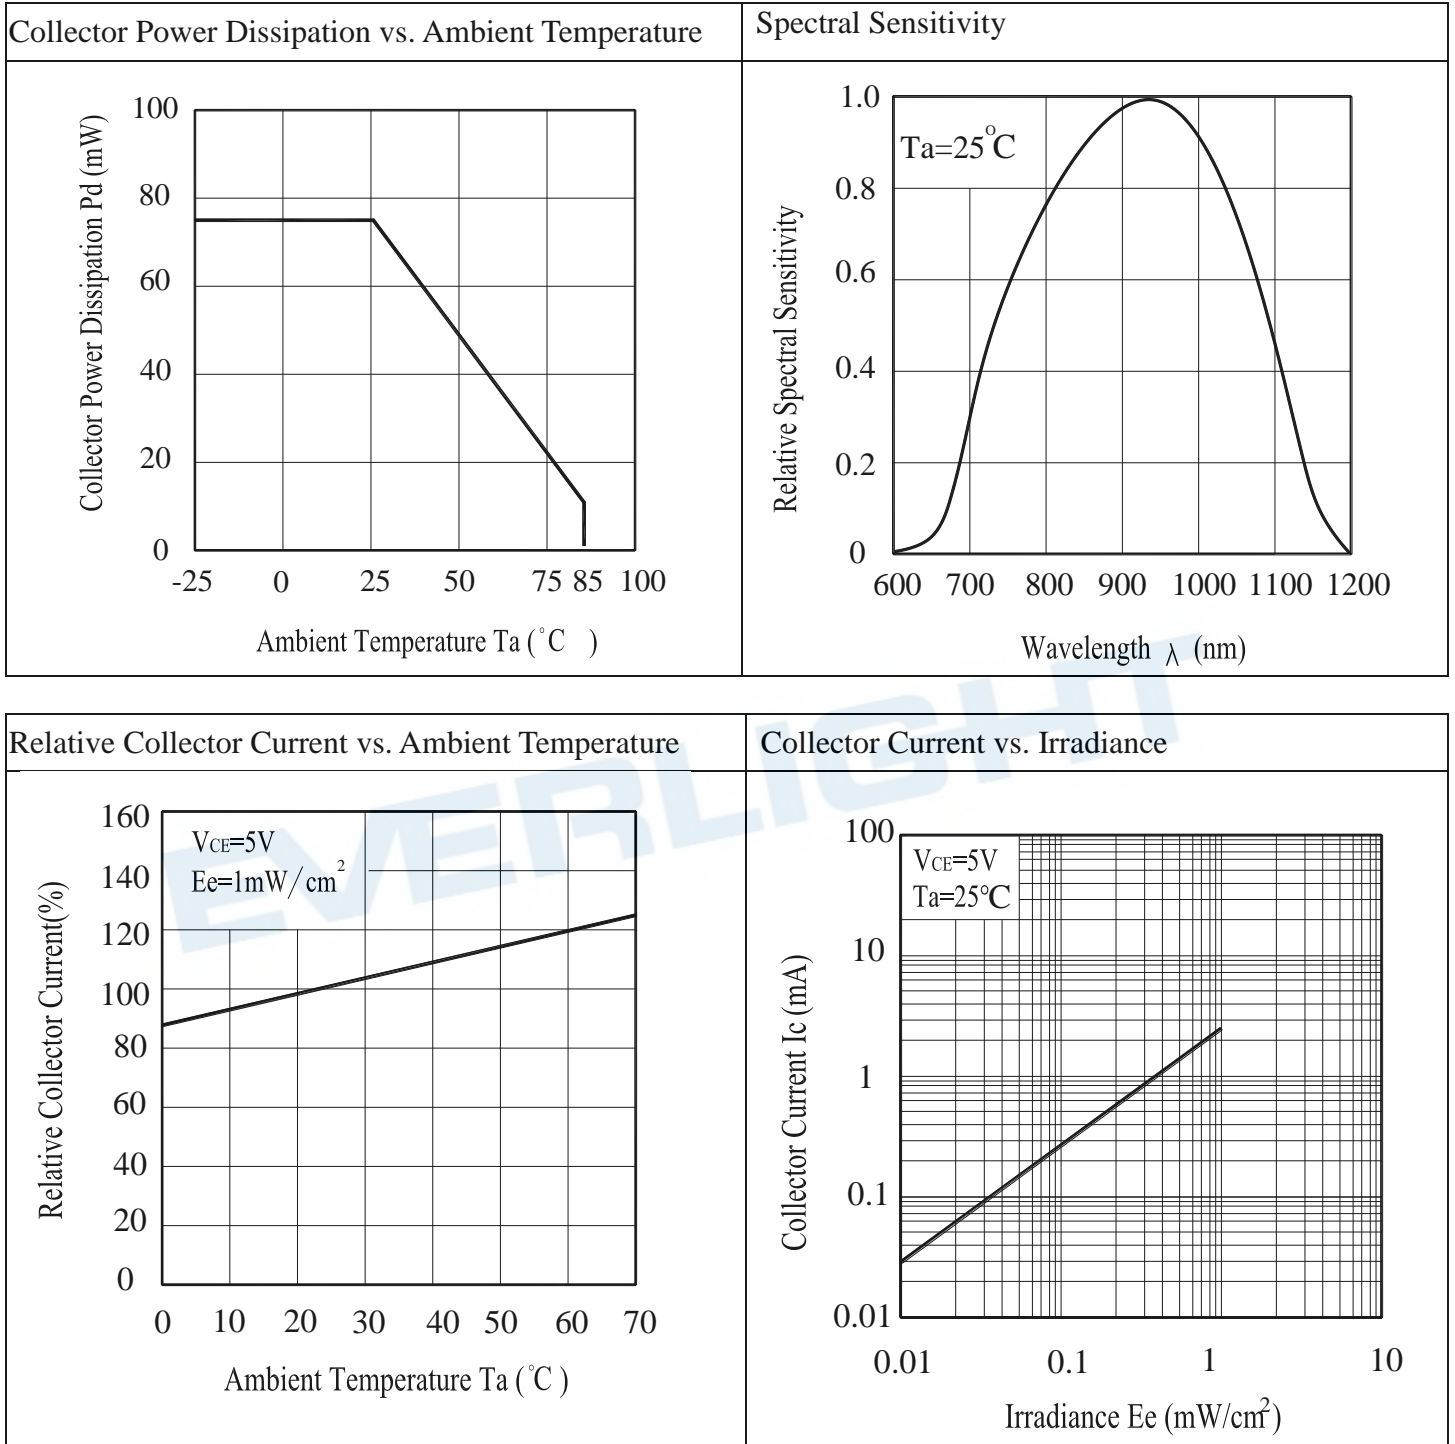 Collector Power Dissipation vs. Ambient Temperature
Collector Power Dissipation Pd (mW)
100
80
60
40
20
0
-25 0 25 50 75 85 100
Ambient Temperature Ta (°C )
Spectral Sensitivity
Relative Spectral Sensitivity
1.0
Ta=25°C
0.8
0.6
0.4
0.2
0
600 700 800 900 1000 1100 1200
Wavelength λ (nm)
EVERLIGHT
Relative Collector Current vs. Ambient Temperature
Relative Collector Current(%)
160
VCE=5V
Ee=1mW/cm²
140
120
100
80
60
40
20
0
0 10 20 30 40 50 60 70
Ambient Temperature Ta (°C )
Collector Current vs. Irradiance
Collector Current Ic (mA)
100
VCE=5V
Ta=25℃
10
1
0.1
0.01
0.01 0.1 1 10
Irradiance Ee (mW/cm²)